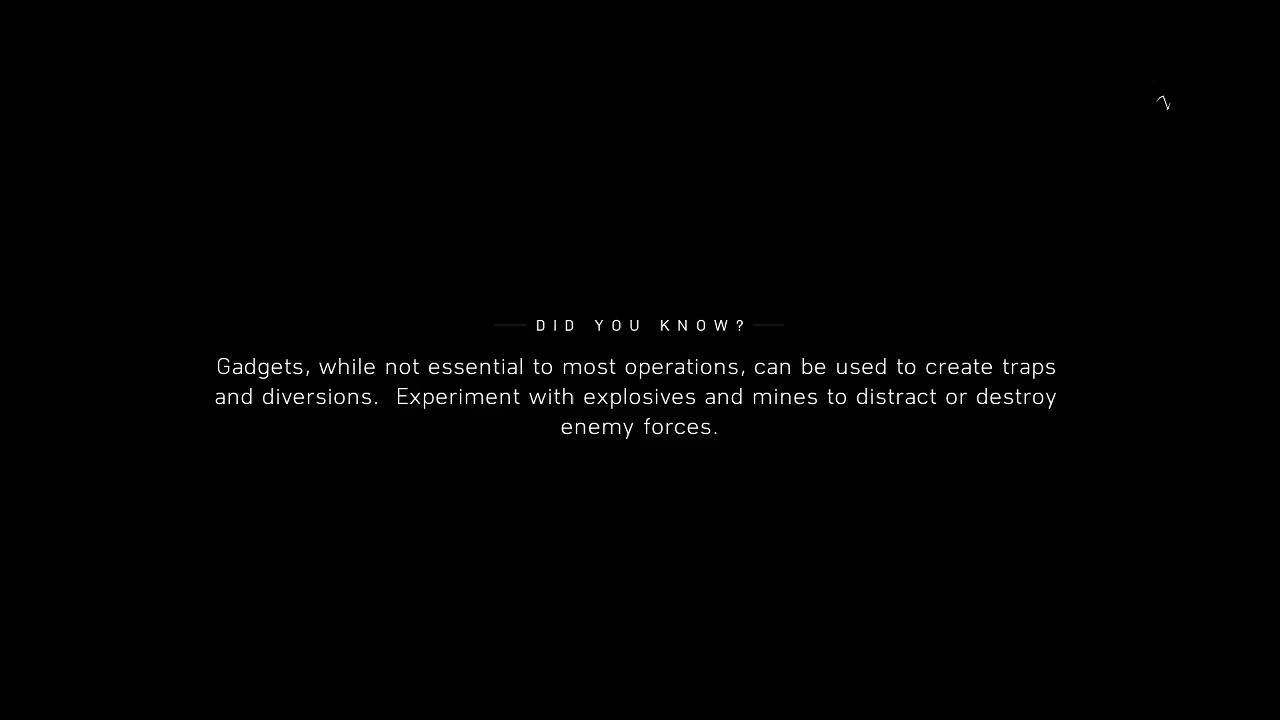 DID YOU KNOW?
Gadgets, while not essential to most operations, can be used to create traps
and diversions.  Experiment with explosives and mines to distract or destroy
enemy forces.